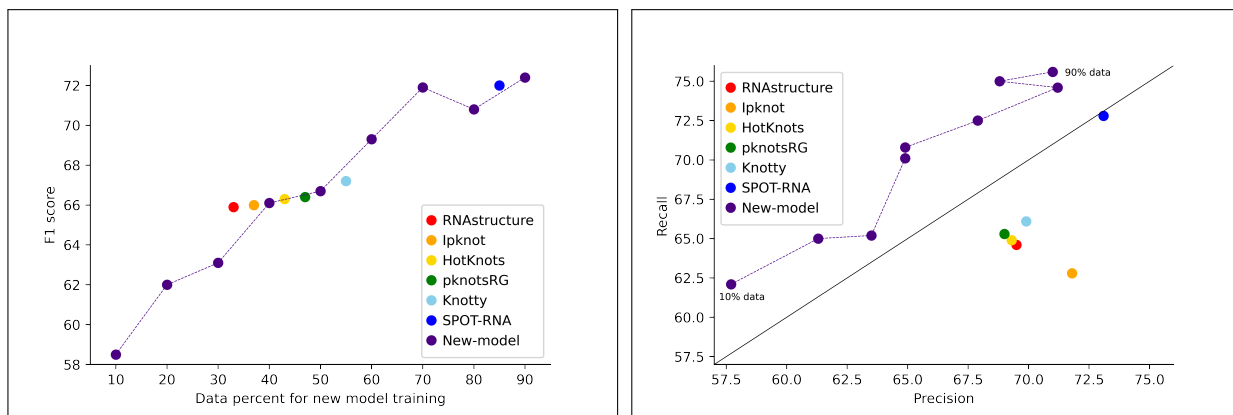 72
70
68
66
64
62
60
58
F1 score
10 20 30 40 50 60 70 80 90
Data percent for new model training
RNAstructure
Ipknot
HotKnots
pknotsRG
Knotty
SPOT-RNA
New-model
75.0
72.5
70.0
67.5
65.0
62.5
60.0
57.5
Recall
57.5 60.0 62.5 65.0 67.5 70.0 72.5 75.0
Precision
RNAstructure
Ipknot
HotKnots
pknotsRG
Knotty
SPOT-RNA
New-model
90% data
10% data